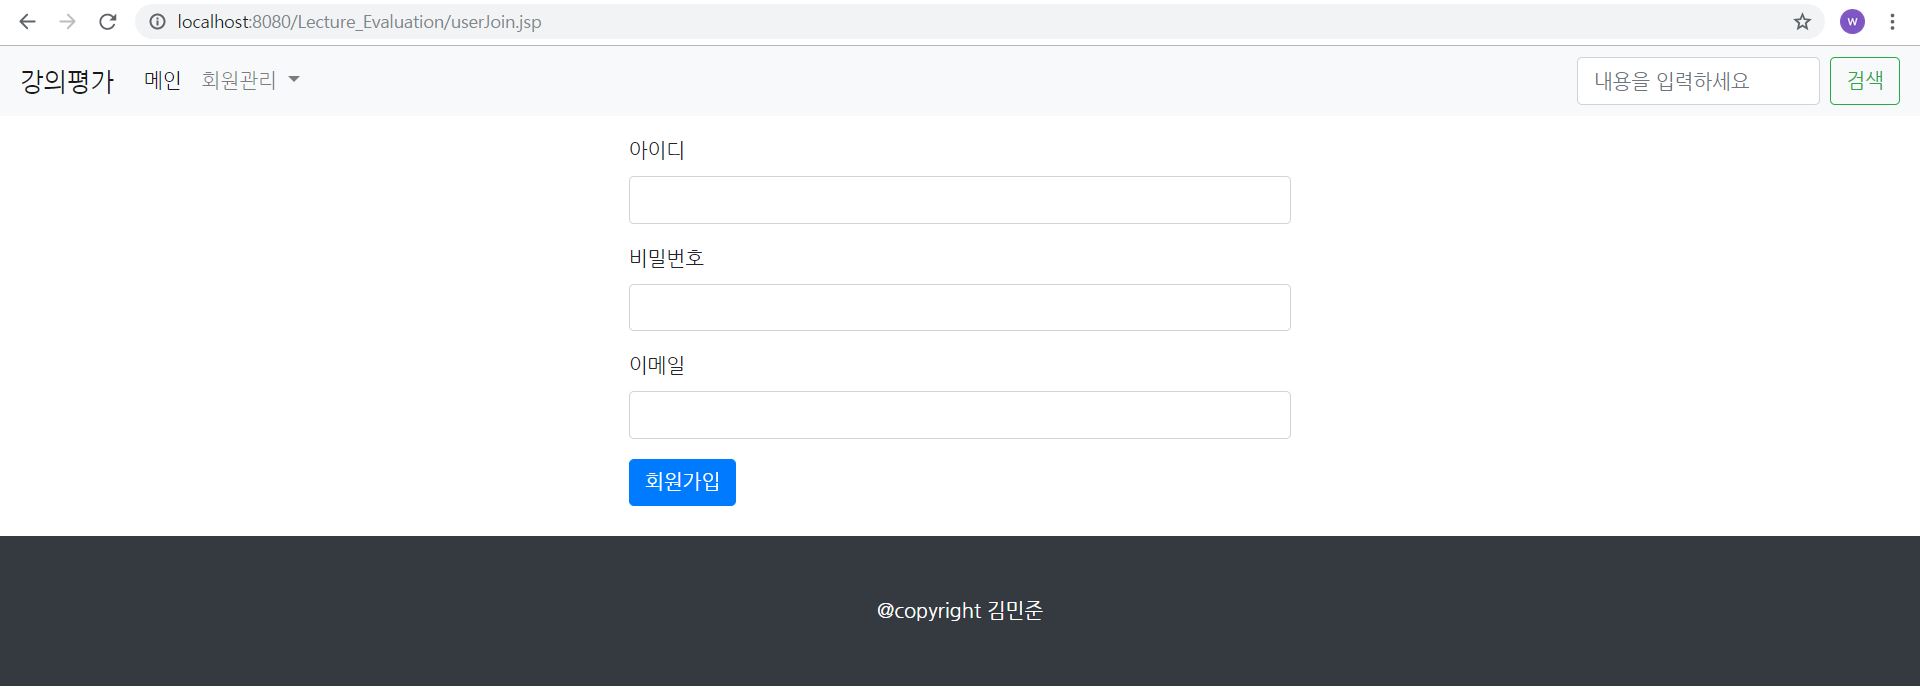 localhost:8080/Lecture_Evaluation/userJoin.jsp
W
강의평가 메인 회원관리 내용을 입력하세요 검색
아이디
비밀번호
이메일
회원가입
@copyright 김민준